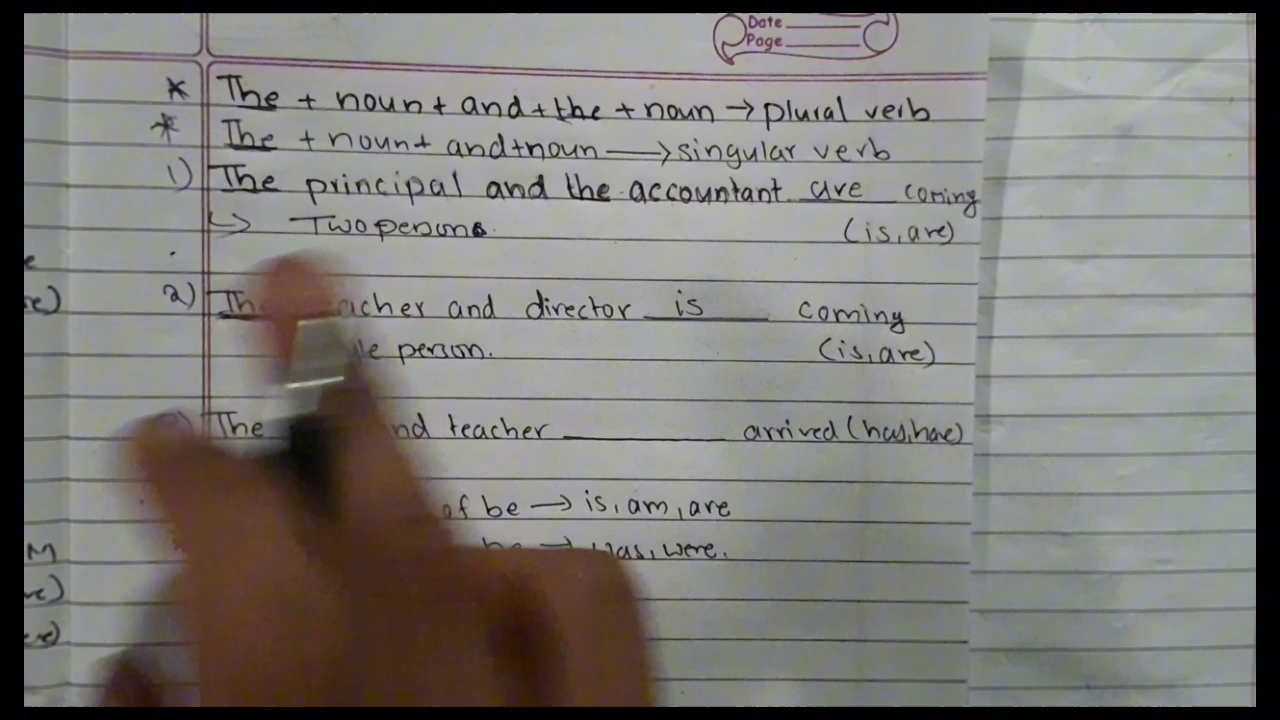 Date
Page
* The + noun + and + the + noun → plural verb
* The + noun + and + noun → singular verb
1) The principal and the accountant are coming
↳ Two persons. (is, are)
2) The teacher and director is coming
person. (is, are)
The teacher arrived (has, have)
of be → is, am, are
was, were.
M